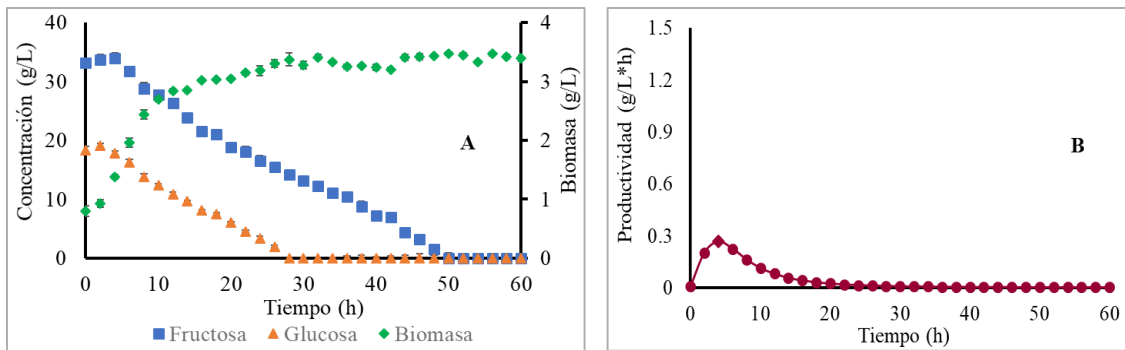 40
30
20
10
0
Concentración (g/L)
4
3
2
1
0
Biomasa (g/L)
A
0 10 20 30 40 50 60
Tiempo (h)
Fructosa Glucosa Biomasa
1.5
1.2
0.9
0.6
0.3
0
Productividad (g/L*h)
B
0 10 20 30 40 50 60
Tiempo (h)